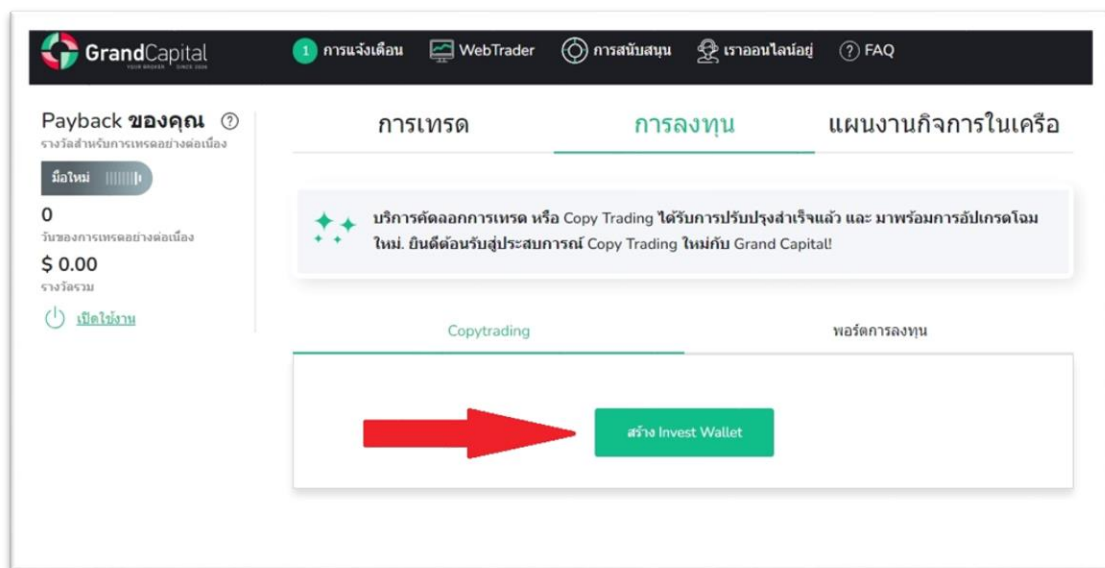 GrandCapital
YOUR BROKER SINCE 2006
1 การแจ้งเตือน WebTrader การสนับสนุน เราออนไลน์อยู่ ? FAQ
Payback ของคุณ ?
รางวัลสำหรับการเทรดอย่างต่อเนื่อง
มือใหม่
0
วันของการเทรดอย่างต่อเนื่อง
$ 0.00
รางวัลรวม
เปิดใช้งาน
การเทรด การลงทุน แผนงานกิจการในเครือ
บริการคัดลอกการเทรด หรือ Copy Trading ได้รับการปรับปรุงสำเร็จแล้ว และ มาพร้อมการอัปเกรดโฉม
ใหม่. ยินดีต้อนรับสู่ประสบการณ์ Copy Trading ใหม่กับ Grand Capital!
Copytrading พอร์ตการลงทุน
สร้าง Invest Wallet